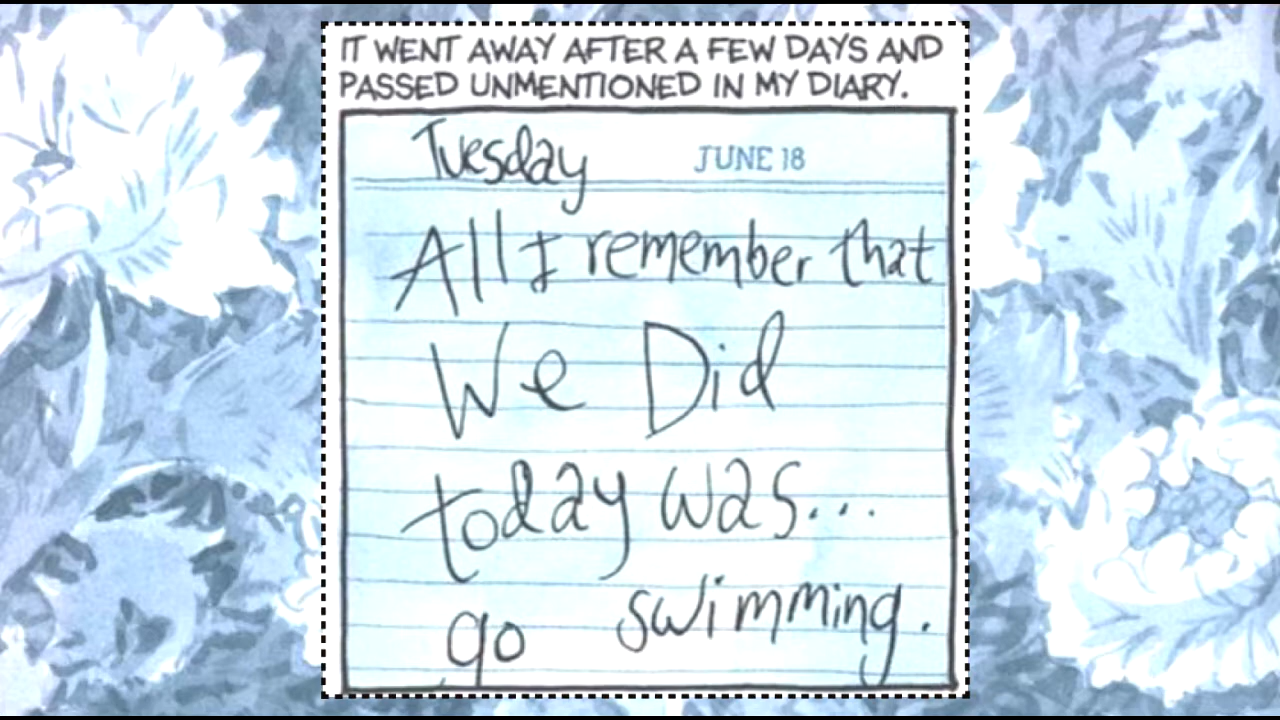 IT WENT AWAY AFTER A FEW DAYS AND
PASSED UNMENTIONED IN MY DIARY.
Tuesday JUNE 18
All I remember that
We Did
today was...
go swimming.